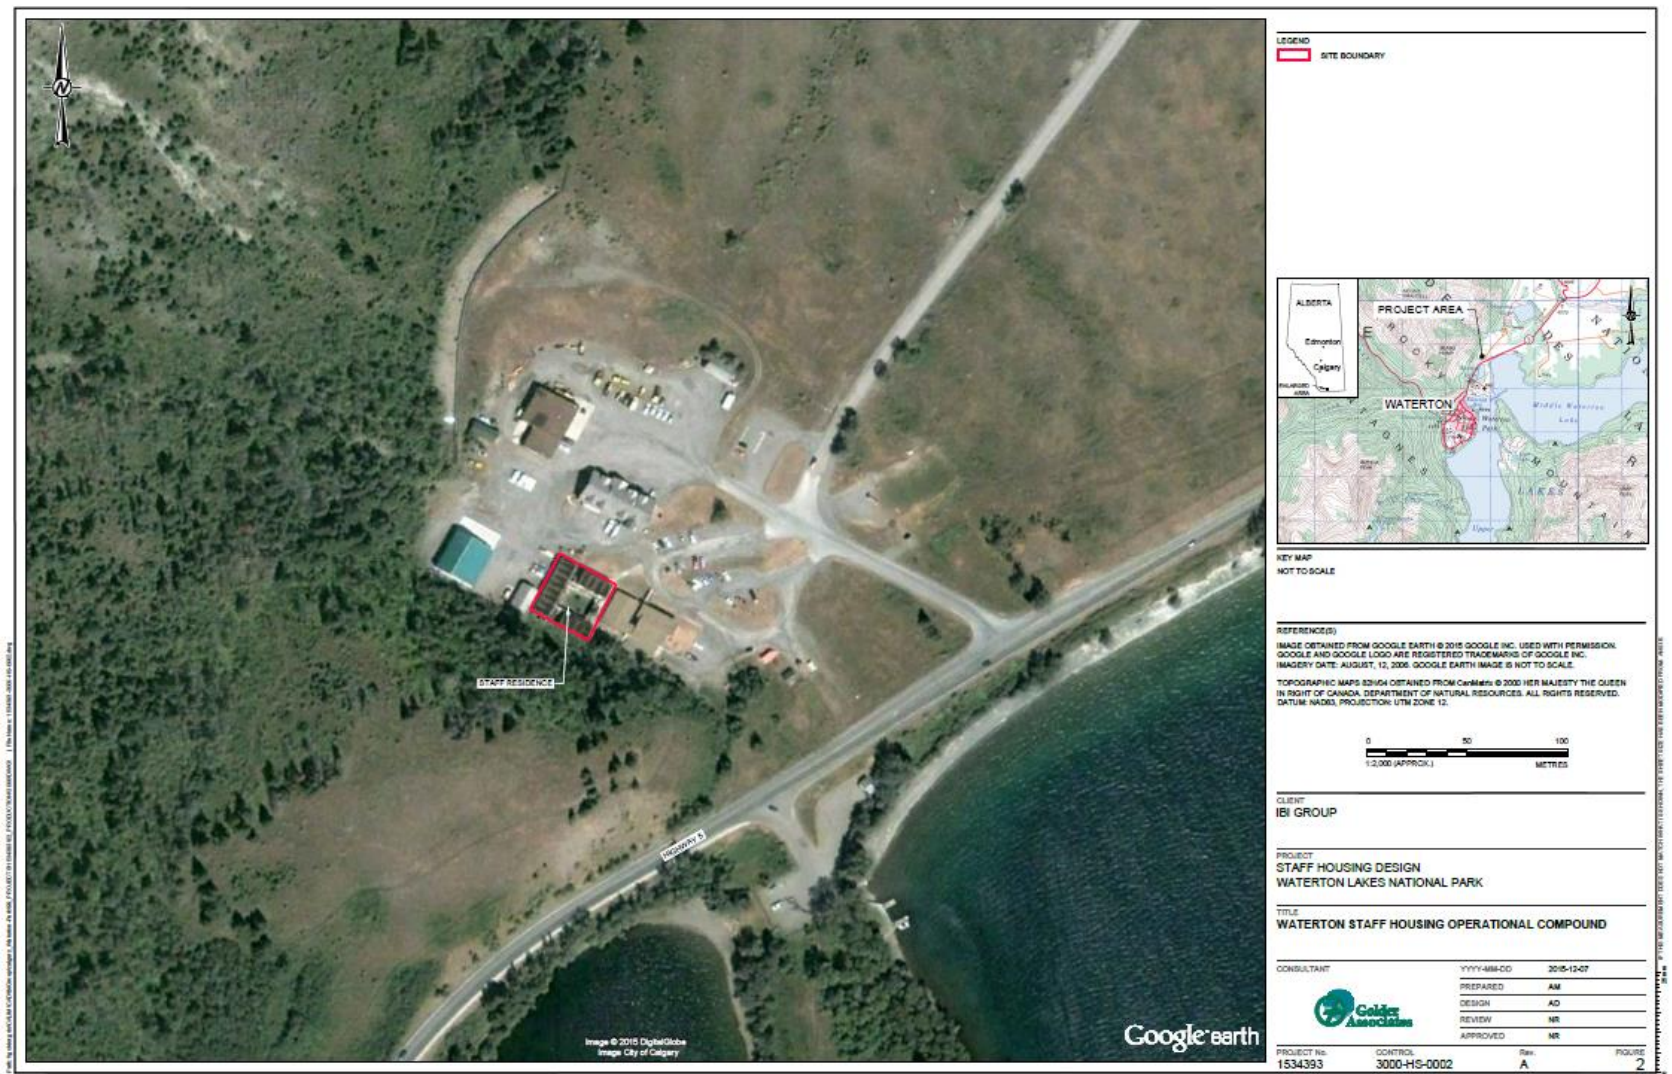 N
STAFF RESIDENCE
HIGHWAY 5
Image © 2015 DigitalGlobe
Image City of Calgary
Google earth
LEGEND
SITE BOUNDARY
ALBERTA
Edmonton
Calgary
ENLARGED
AREA
PROJECT AREA
WATERTON
Middle Waterton
Lake
LAKES
Upper
KEY MAP
NOT TO SCALE
REFERENCE(S)
IMAGE OBTAINED FROM GOOGLE EARTH © 2015 GOOGLE INC. USED WITH PERMISSION.
GOOGLE AND GOOGLE LOGO ARE REGISTERED TRADEMARKS OF GOOGLE INC.
IMAGERY DATE: AUGUST, 12, 2006. GOOGLE EARTH IMAGE IS NOT TO SCALE.
TOPOGRAPHIC MAPS 82H/04 OBTAINED FROM CanMatrix © 2000 HER MAJESTY THE QUEEN
IN RIGHT OF CANADA. DEPARTMENT OF NATURAL RESOURCES. ALL RIGHTS RESERVED.
DATUM: NAD83, PROJECTION: UTM ZONE 12.
0 50 100
1:2,000 (APPROX.) METRES
CLIENT
IBI GROUP
PROJECT
STAFF HOUSING DESIGN
WATERTON LAKES NATIONAL PARK
TITLE
WATERTON STAFF HOUSING OPERATIONAL COMPOUND
CONSULTANT
Golder
Associates
YYYY-MM-DD 2015-12-07
PREPARED AM
DESIGN AD
REVIEW NR
APPROVED NR
PROJECT No. CONTROL Rev. FIGURE
1534393 3000-HS-0002 A 2